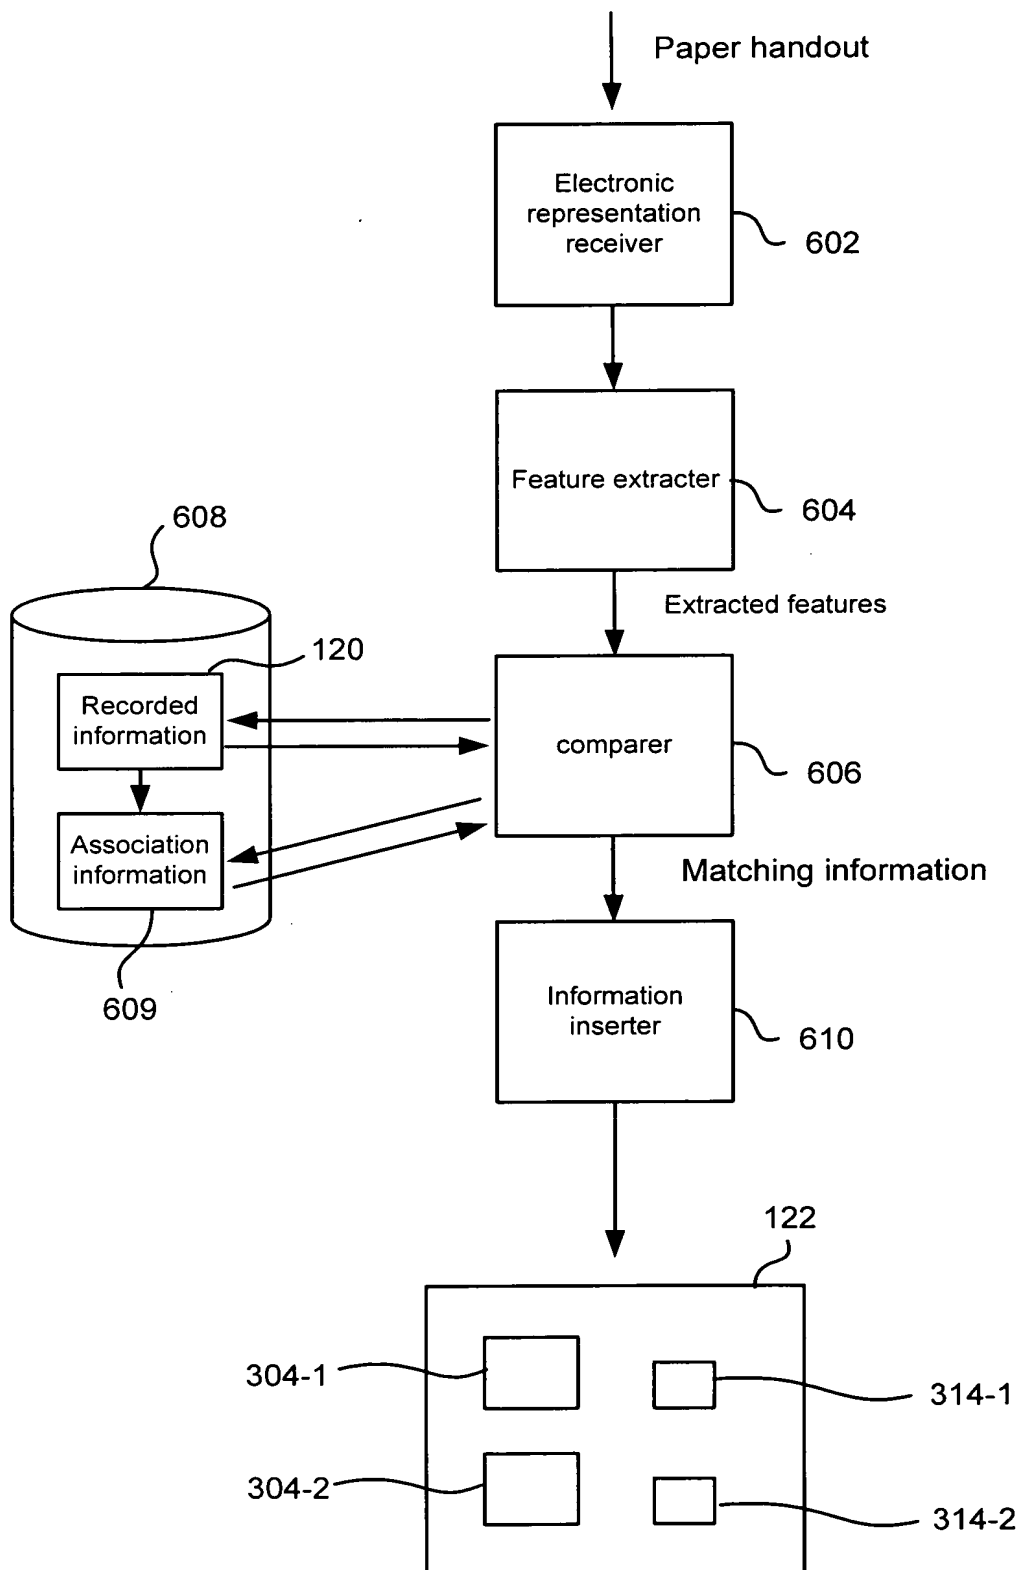 Paper handout
Electronic
representation
receiver
602
Feature extracter
604
608
Extracted features
120
Recorded
information
comparer
606
Association
information
Matching information
609
Information
inserter
610
122
304-1
314-1
304-2
314-2